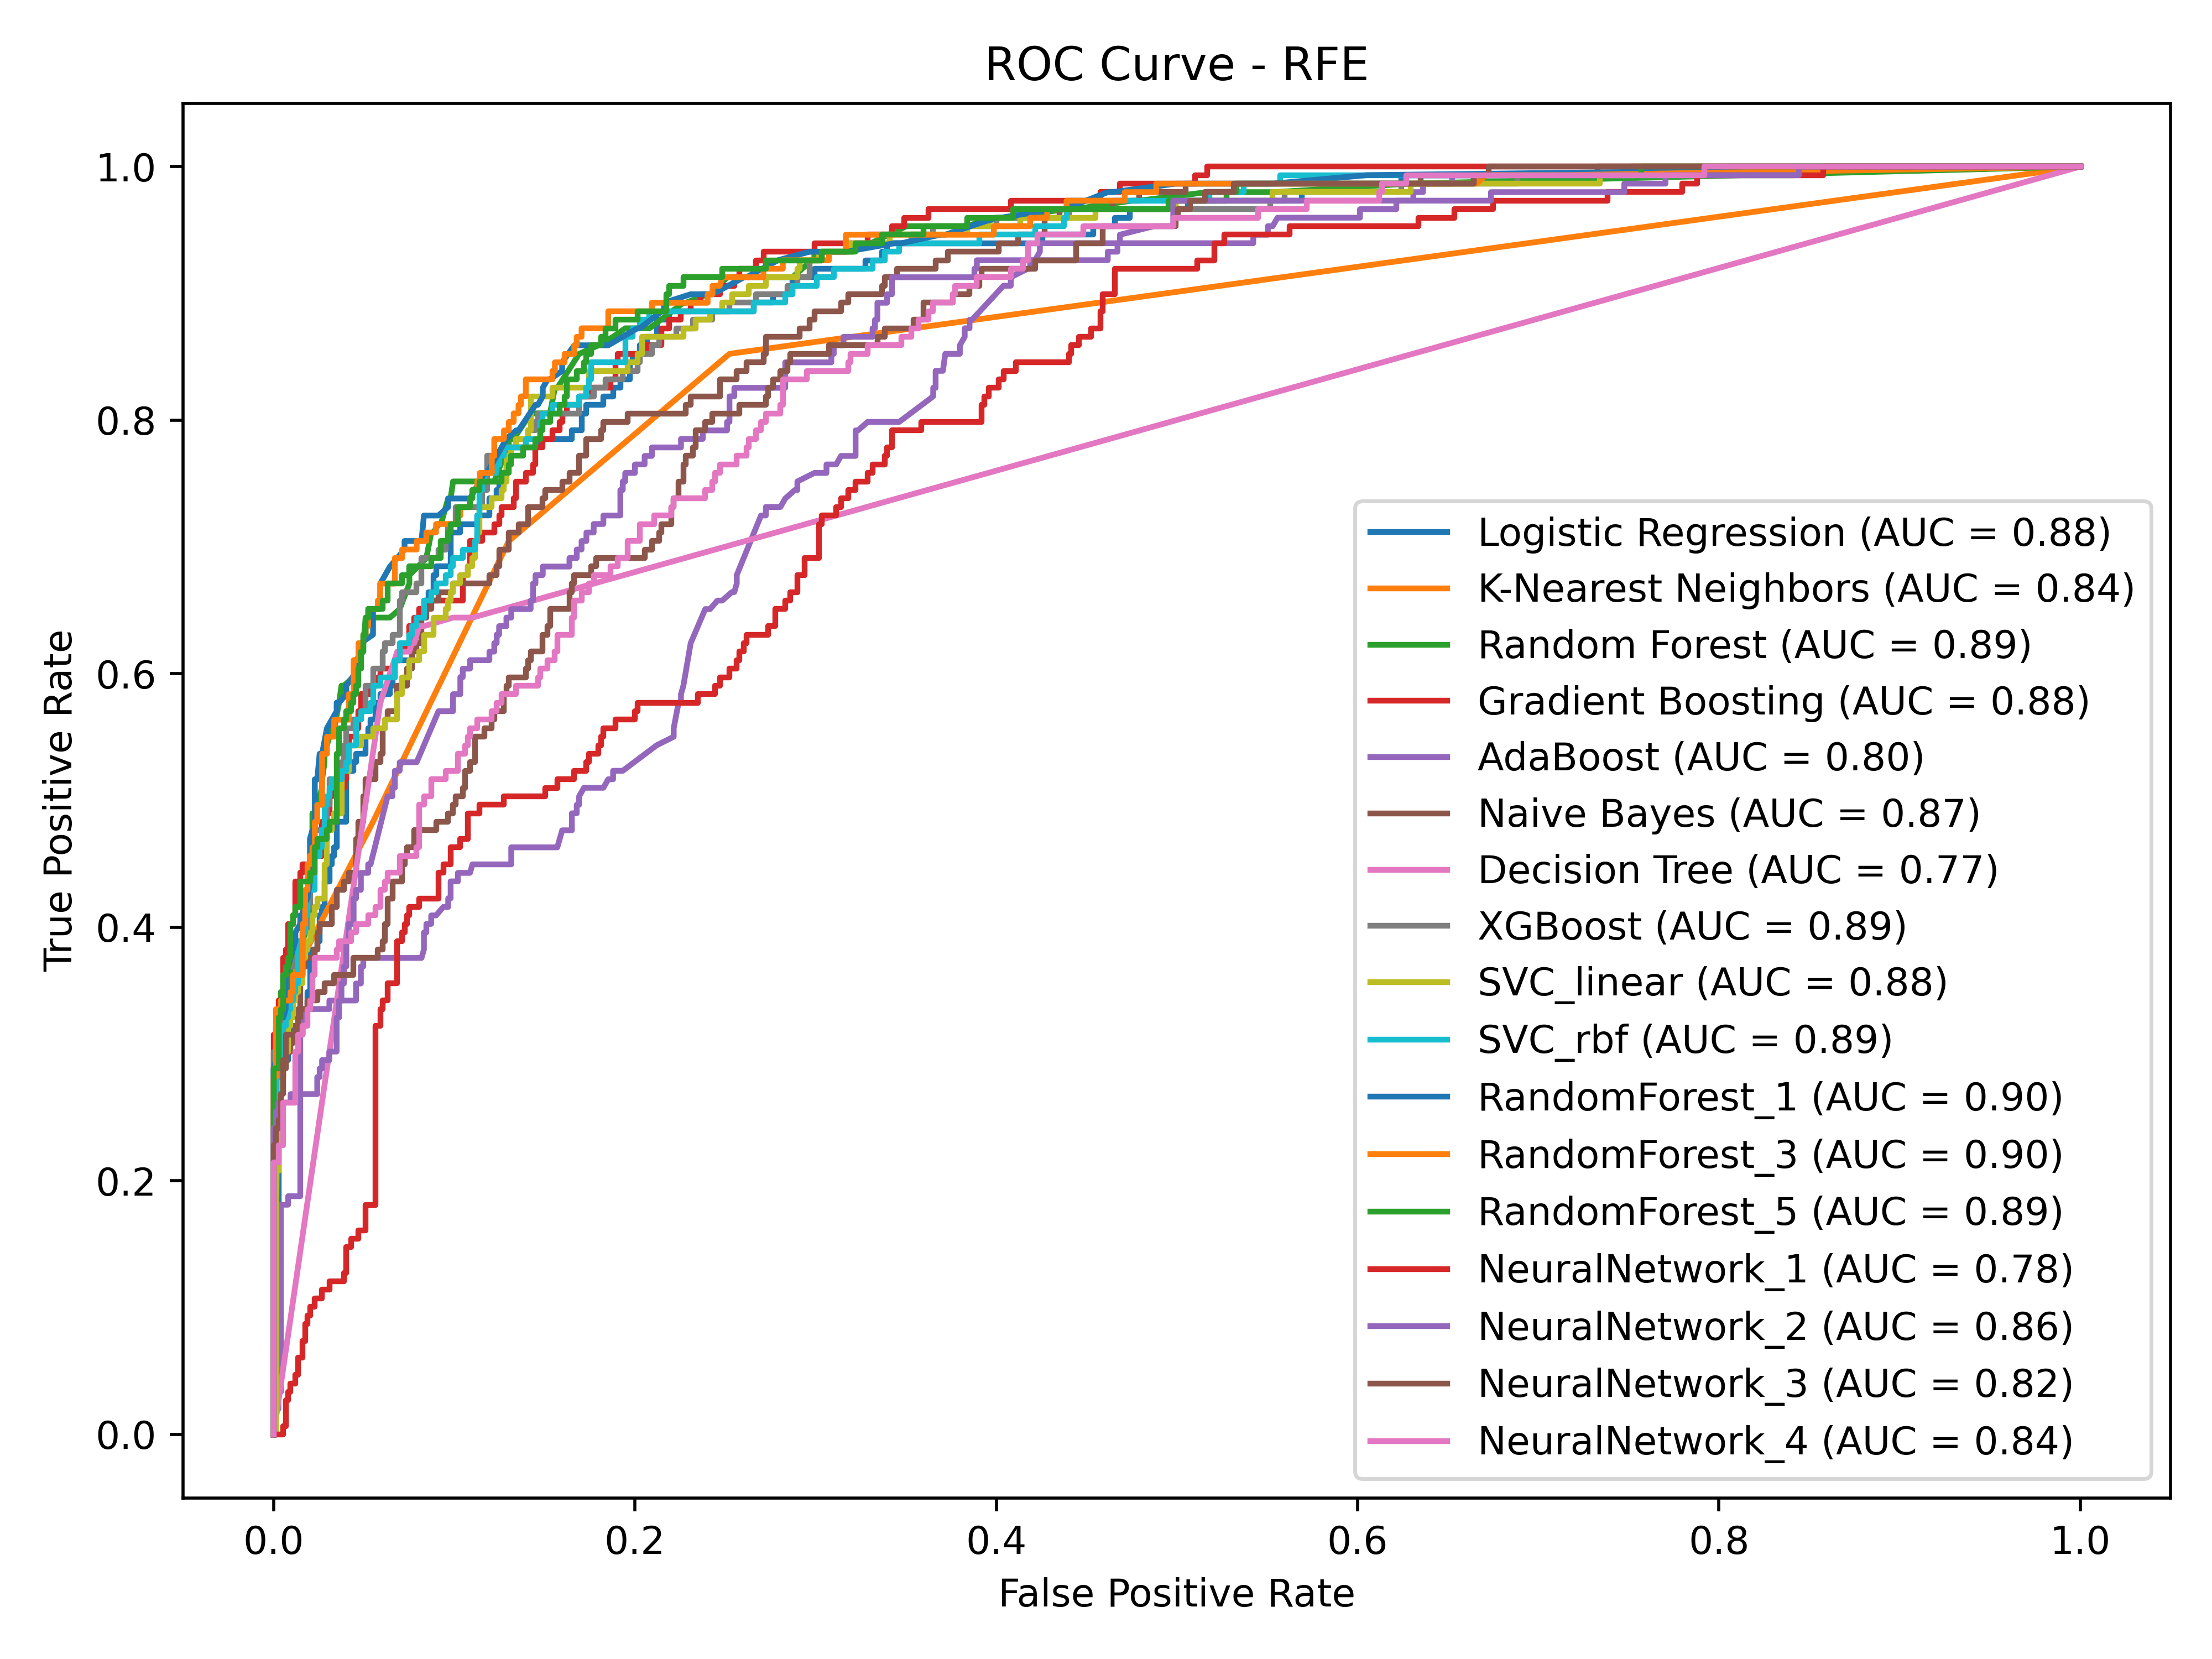 ROC Curve - RFE
True Positive Rate
1.0
0.8
0.6
0.4
0.2
0.0
Logistic Regression (AUC = 0.88)
K-Nearest Neighbors (AUC = 0.84)
Random Forest (AUC = 0.89)
Gradient Boosting (AUC = 0.88)
AdaBoost (AUC = 0.80)
Naive Bayes (AUC = 0.87)
Decision Tree (AUC = 0.77)
XGBoost (AUC = 0.89)
SVC_linear (AUC = 0.88)
SVC_rbf (AUC = 0.89)
RandomForest_1 (AUC = 0.90)
RandomForest_3 (AUC = 0.90)
RandomForest_5 (AUC = 0.89)
NeuralNetwork_1 (AUC = 0.78)
NeuralNetwork_2 (AUC = 0.86)
NeuralNetwork_3 (AUC = 0.82)
NeuralNetwork_4 (AUC = 0.84)
0.0 0.2 0.4 0.6 0.8 1.0
False Positive Rate